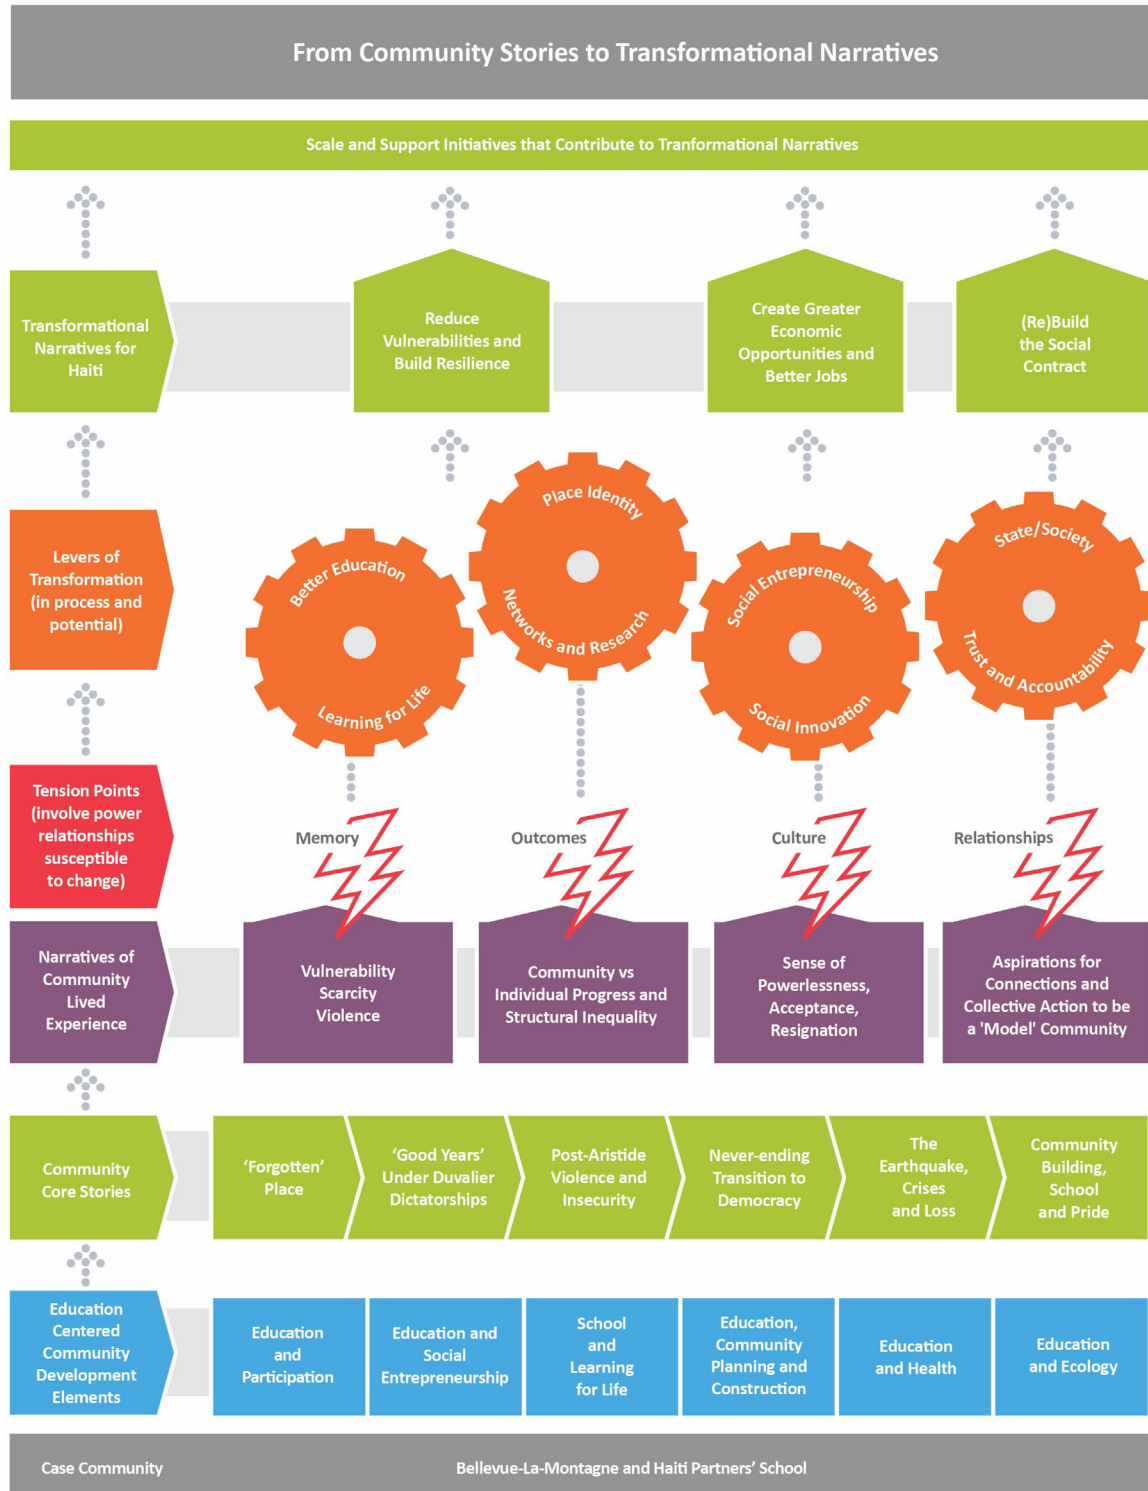 From Community Stories to Transformational Narratives
Scale and Support Initiatives that Contribute to Tranformational Narratives
Transformational
Narratives for
Haiti
Reduce
Vulnerabilities and
Build Resilience
Create Greater
Economic
Opportunities and
Better Jobs
(Re)Build
the Social
Contract
Levers of
Transformation
(in process and
potential)
Better Education
Learning for Life
Place Identity
Networks and Research
Social Entrepreneurship
Social Innovation
State/Society
Trust and Accountability
Tension Points
(involve power
relationships
susceptible
to change)
Memory
Outcomes
Culture
Relationships
Narratives of
Community
Lived
Experience
Vulnerability
Scarcity
Violence
Community vs
Individual Progress and
Structural Inequality
Sense of
Powerlessness,
Acceptance,
Resignation
Aspirations for
Connections and
Collective Action to be
a 'Model' Community
Community
Core Stories
‘Forgotten’
Place
‘Good Years’
Under Duvalier
Dictatorships
Post-Aristide
Violence and
Insecurity
Never-ending
Transition to
Democracy
The
Earthquake,
Crises
and Loss
Community
Building,
School
and Pride
Education
Centered
Community
Development
Elements
Education
and
Participation
Education and
Social
Entrepreneurship
School
and
Learning
for Life
Education,
Community
Planning and
Construction
Education
and Health
Education
and Ecology
Case Community
Bellevue-La-Montagne and Haiti Partners’ School